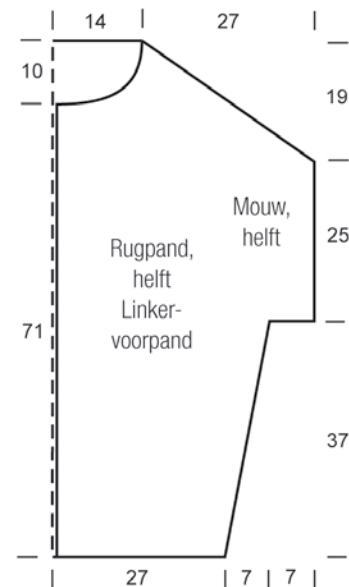 14 27
10
19
Mouw,
helft
25
Rugpand,
helft
Linker-
voorpand
71
37
27 7 7